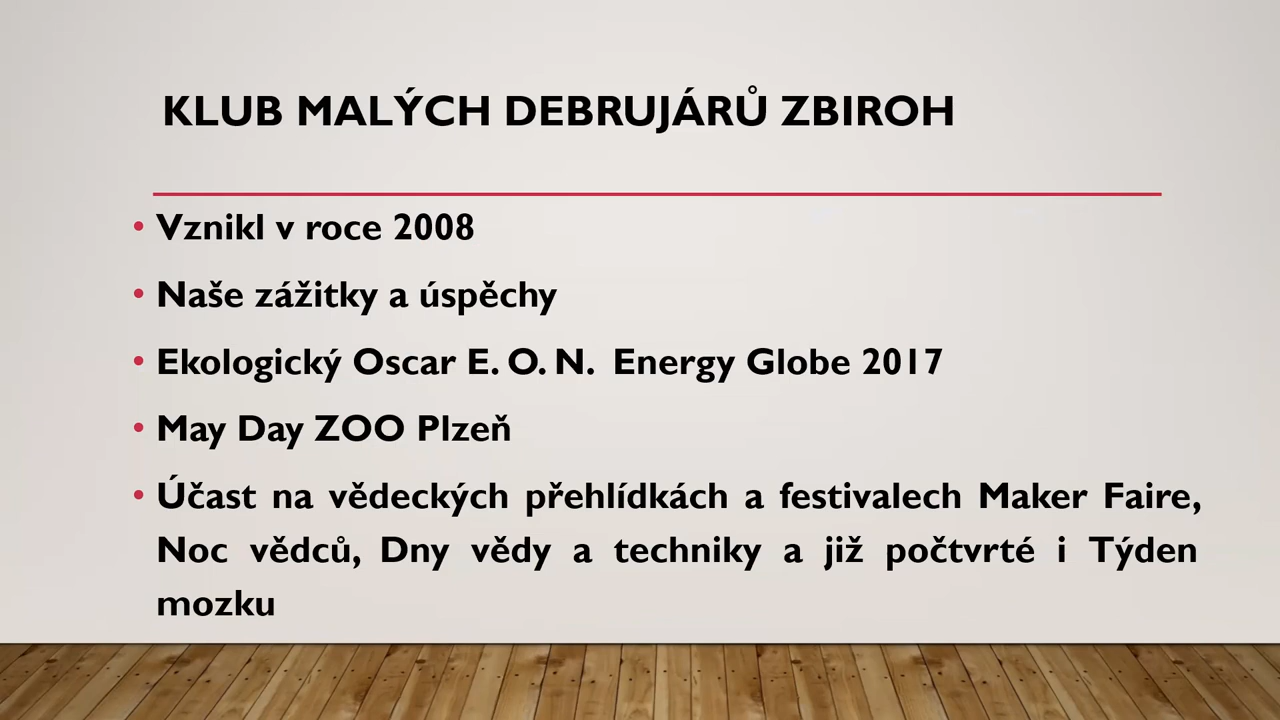 KLUB MALÝCH DEBRUJÁRŮ ZBIROH
• Vznikl v roce 2008
• Naše zážitky a úspěchy
• Ekologický Oscar E. O. N.  Energy Globe 2017
• May Day ZOO Plzeň
• Účast na vědeckých přehlídkách a festivalech Maker Faire,
Noc vědců, Dny vědy a techniky a již počtvrté i Týden
mozku